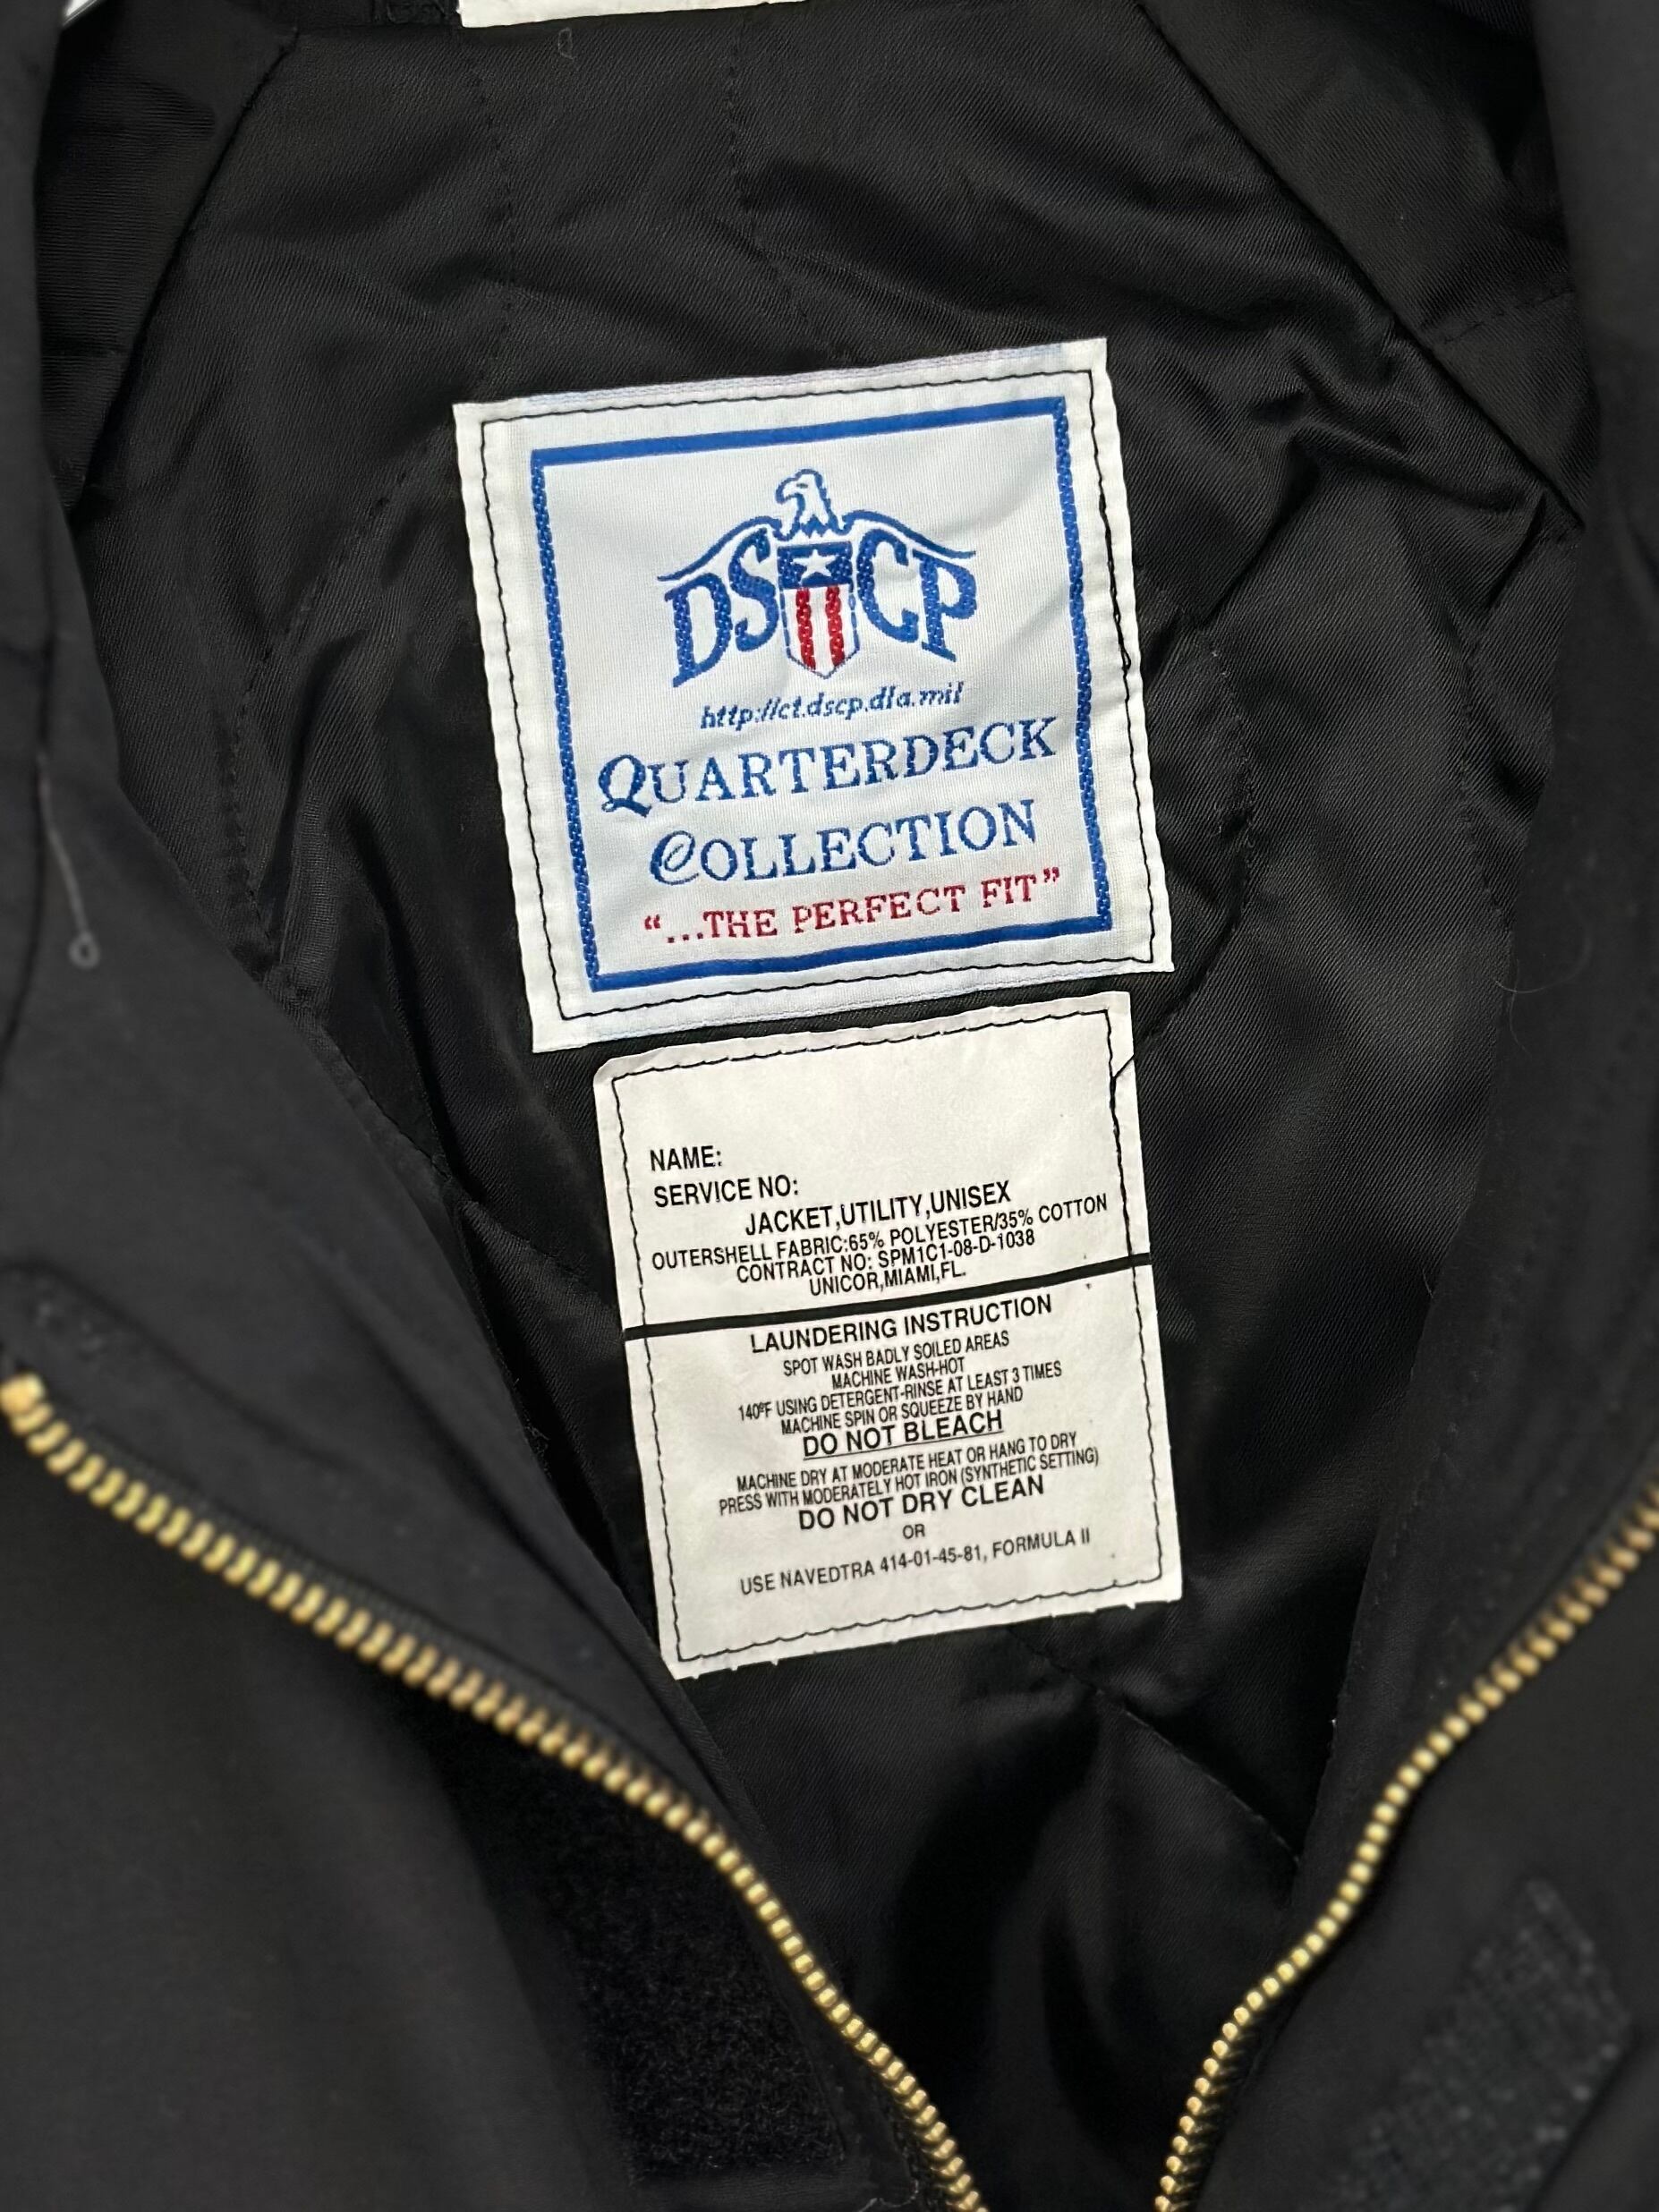 DSCP
http://ct.dscp.dla.mil
QUARTERDECK
COLLECTION
“...THE PERFECT FIT”
NAME:
SERVICE NO:
JACKET,UTILITY,UNISEX
OUTERSHELL FABRIC:65% POLYESTER/35% COTTON
CONTRACT NO: SPM1C1-08-D-1038
UNICOR,MIAMI,FL.
LAUNDERING INSTRUCTION
SPOT WASH BADLY SOILED AREAS
MACHINE WASH-HOT
140ºF USING DETERGENT-RINSE AT LEAST 3 TIMES
MACHINE SPIN OR SQUEEZE BY HAND
DO NOT BLEACH
MACHINE DRY AT MODERATE HEAT OR HANG TO DRY
PRESS WITH MODERATELY HOT IRON (SYNTHETIC SETTING)
DO NOT DRY CLEAN
OR
USE NAVEDTRA 414-01-45-81, FORMULA II